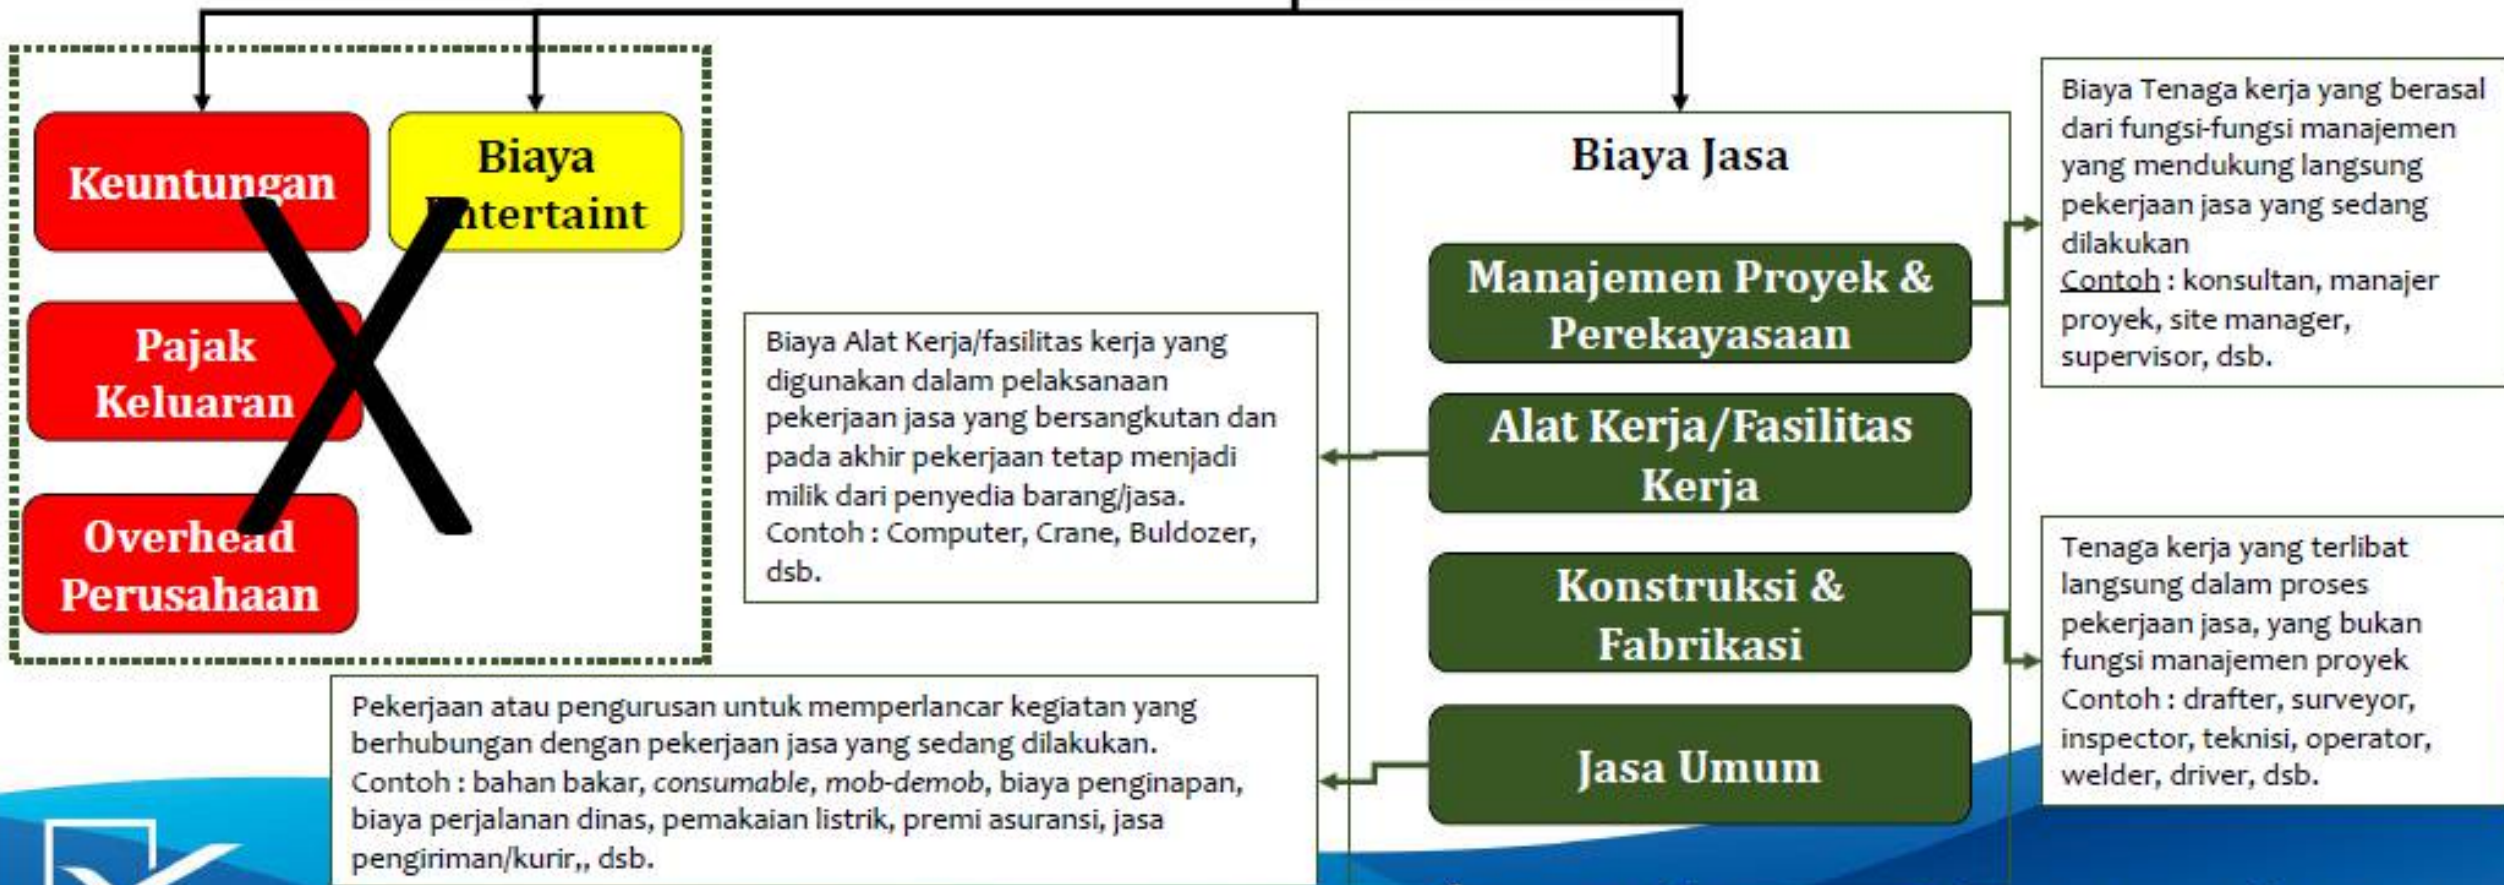 Keuntungan
Biaya
Entertaint
Pajak
Keluaran
Overhead
Perusahaan
Biaya Alat Kerja/fasilitas kerja yang
digunakan dalam pelaksanaan
pekerjaan jasa yang bersangkutan dan
pada akhir pekerjaan tetap menjadi
milik dari penyedia barang/jasa.
Contoh : Computer, Crane, Buldozer,
dsb.
Pekerjaan atau pengurusan untuk memperlancar kegiatan yang
berhubungan dengan pekerjaan jasa yang sedang dilakukan.
Contoh : bahan bakar, consumable, mob-demob, biaya penginapan,
biaya perjalanan dinas, pemakaian listrik, premi asuransi, jasa
pengiriman/kurir,, dsb.
Biaya Jasa
Manajemen Proyek &
Perekayasaan
Alat Kerja/Fasilitas
Kerja
Konstruksi &
Fabrikasi
Jasa Umum
Biaya Tenaga kerja yang berasal
dari fungsi-fungsi manajemen
yang mendukung langsung
pekerjaan jasa yang sedang
dilakukan
Contoh : konsultan, manajer
proyek, site manager,
supervisor, dsb.
Tenaga kerja yang terlibat
langsung dalam proses
pekerjaan jasa, yang bukan
fungsi manajemen proyek
Contoh : drafter, surveyor,
inspector, teknisi, operator,
welder, driver, dsb.